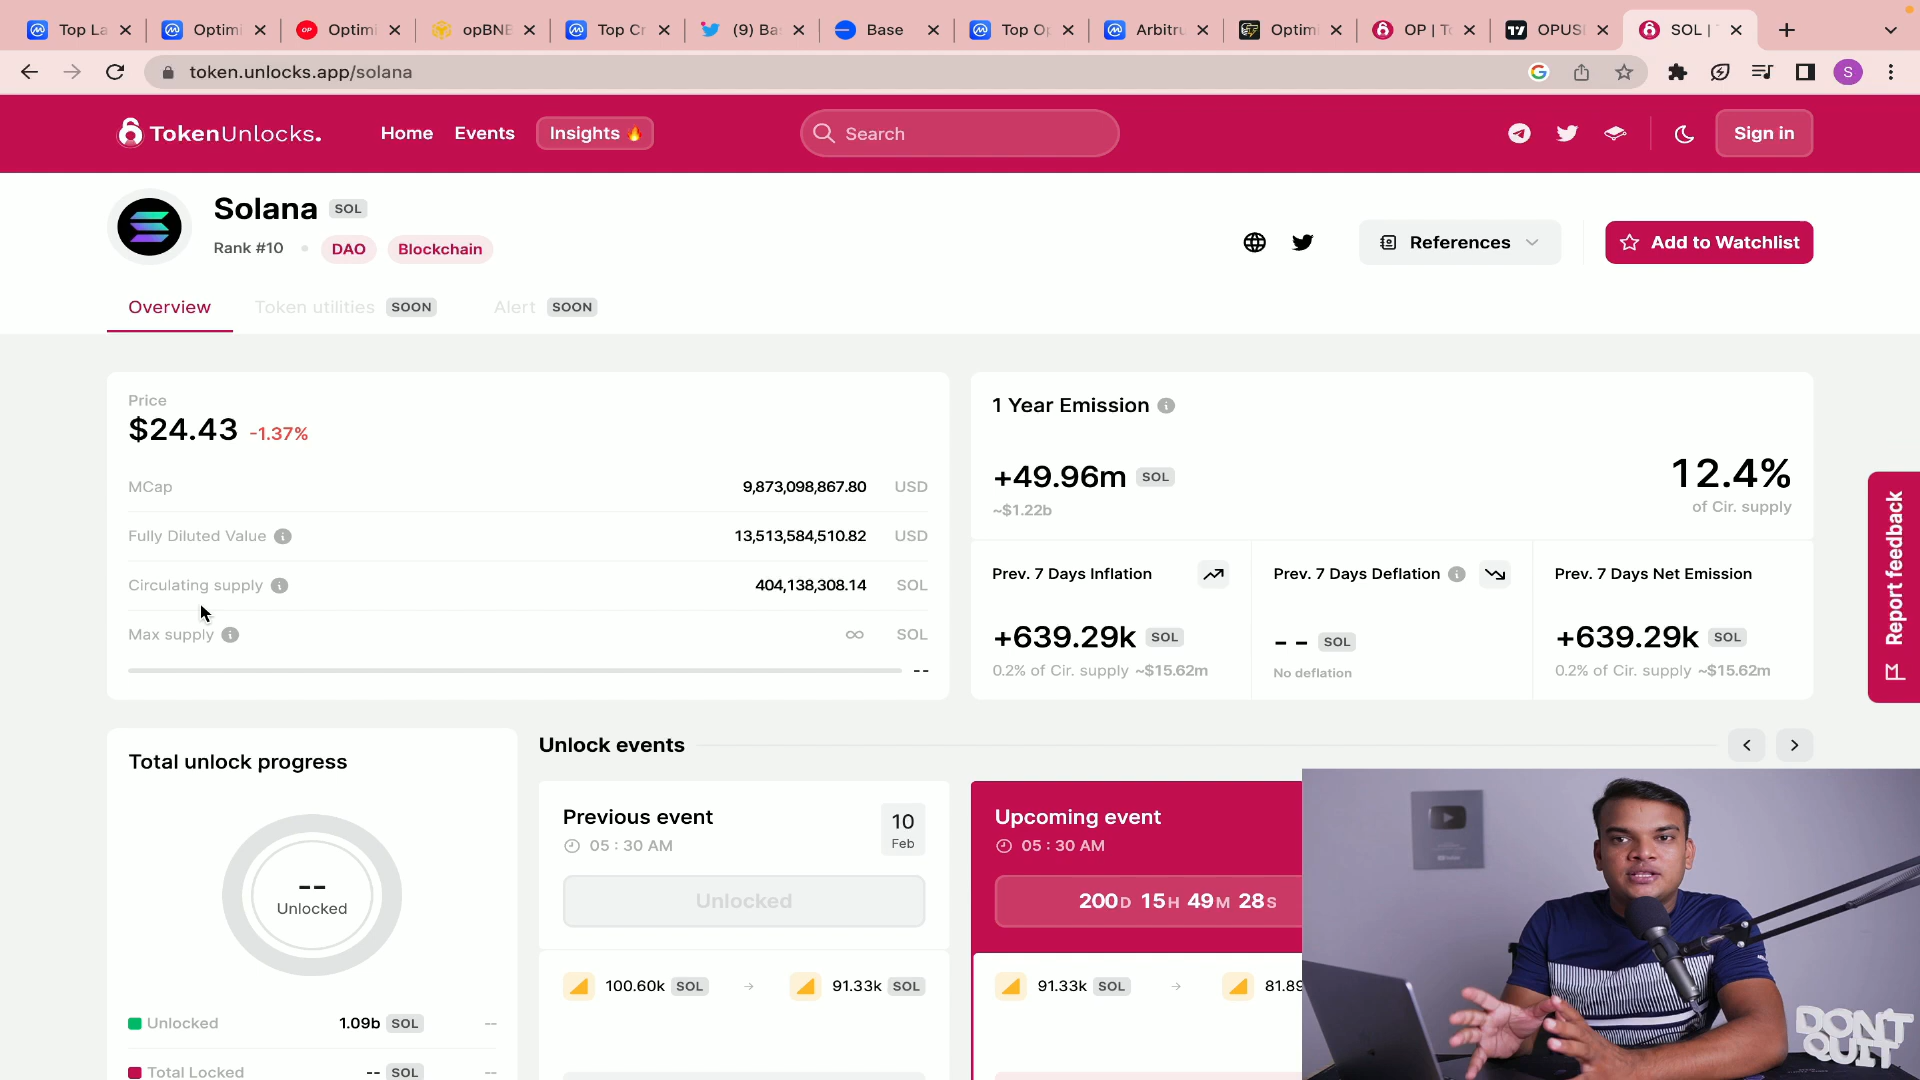 Top La
Optimi
Optimi
opBNB
Top Cr
(9) Ba
Base
Top Op
Arbitru
Optimi
OP | To
OPUS
SOL | T
token.unlocks.app/solana
S
TokenUnlocks.
Home
Events
Insights 🔥
Search
Sign in
Solana SOL
Rank #10 DAO Blockchain
References
Add to Watchlist
Overview
Token utilities SOON
Alert SOON
Price
$24.43 -1.37%
MCap 9,873,098,867.80 USD
Fully Diluted Value 13,513,584,510.82 USD
Circulating supply 404,138,308.14 SOL
Max supply ∞ SOL
--
1 Year Emission
+49.96m SOL
~$1.22b
12.4%
of Cir. supply
Prev. 7 Days Inflation
+639.29k SOL
0.2% of Cir. supply ~$15.62m
Prev. 7 Days Deflation
-- SOL
No deflation
Prev. 7 Days Net Emission
+639.29k SOL
0.2% of Cir. supply ~$15.62m
Report feedback
Total unlock progress
--
Unlocked
Unlocked 1.09b SOL --
Total Locked -- SOL --
Unlock events
Previous event
05 : 30 AM
10
Feb
Unlocked
100.60k SOL → 91.33k SOL
Upcoming event
05 : 30 AM
200D 15H 49M 28S
91.33k SOL → 81.89
DON'T
QUIT